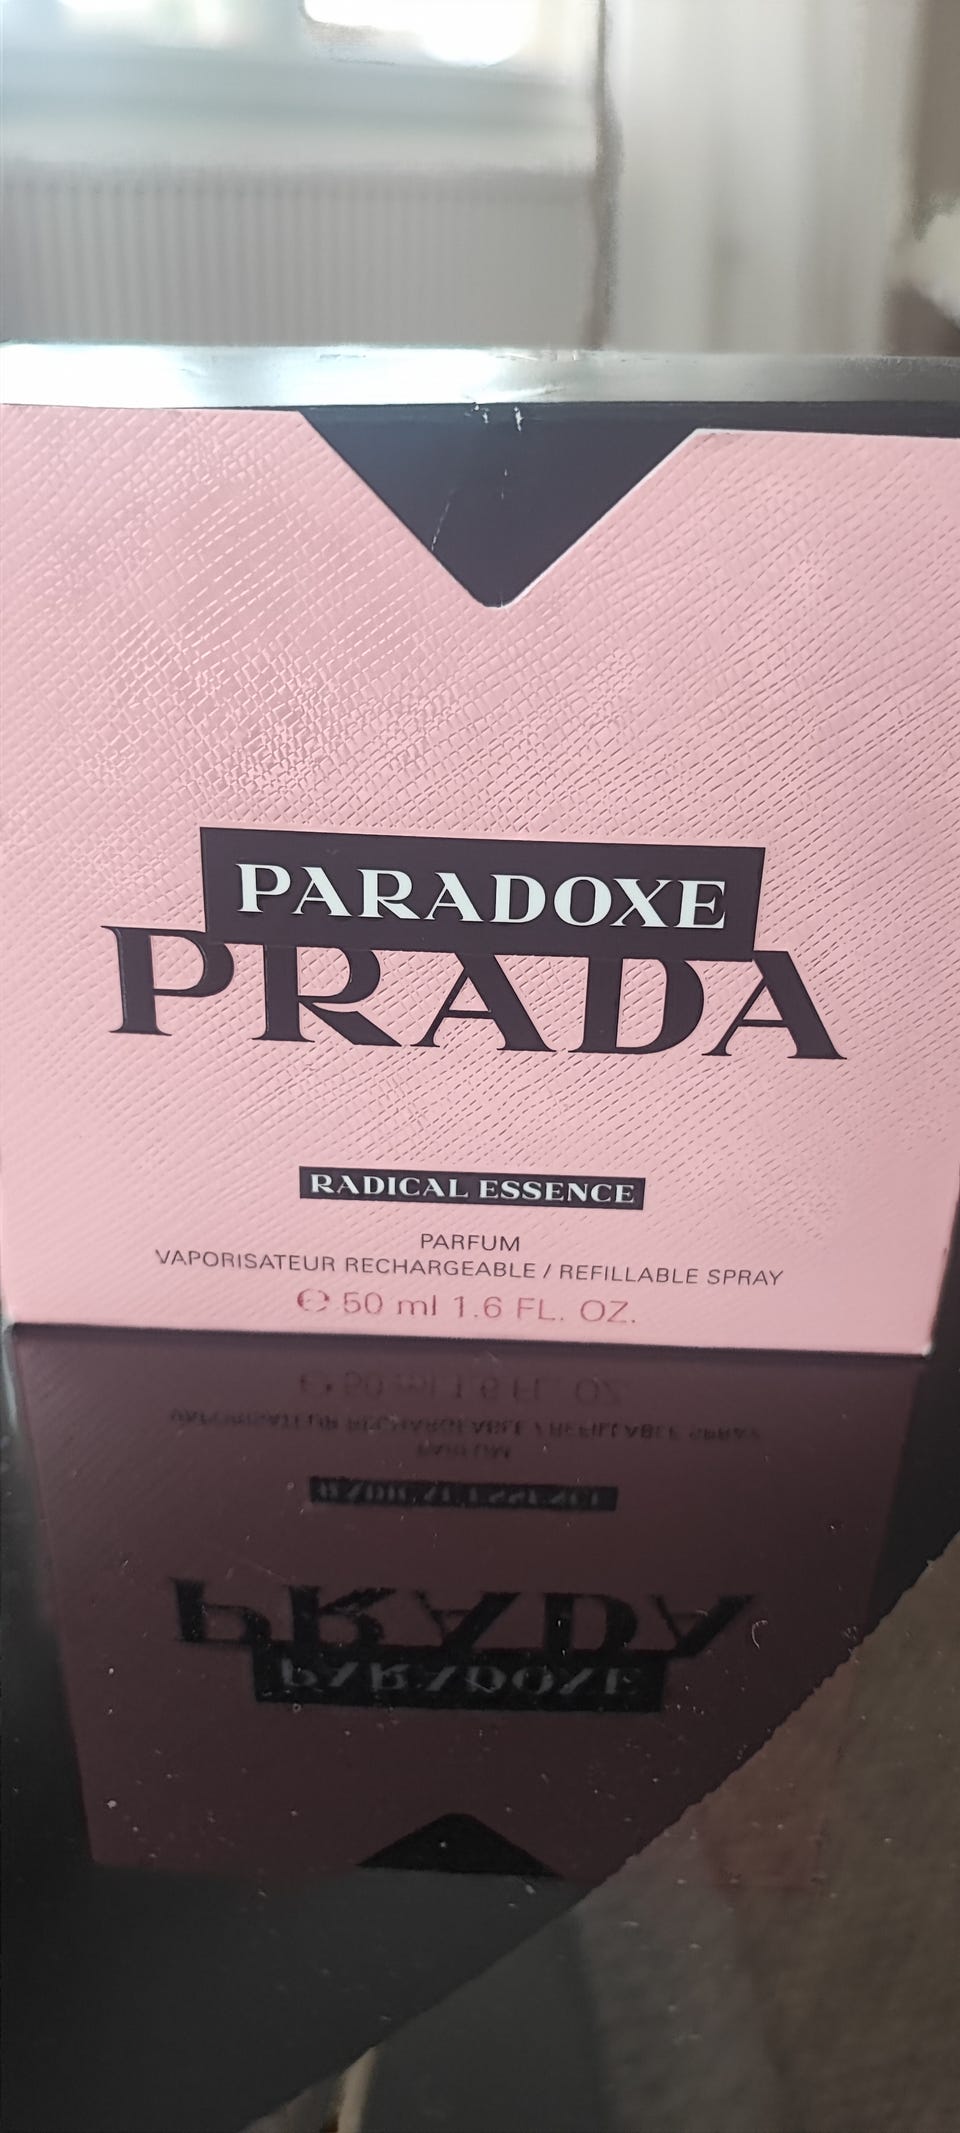 PARADOXE
PRADA
RADICAL ESSENCE
PARFUM
VAPORISATEUR RECHARGEABLE / REFILLABLE SPRAY
℮ 50 ml 1.6 FL. OZ.